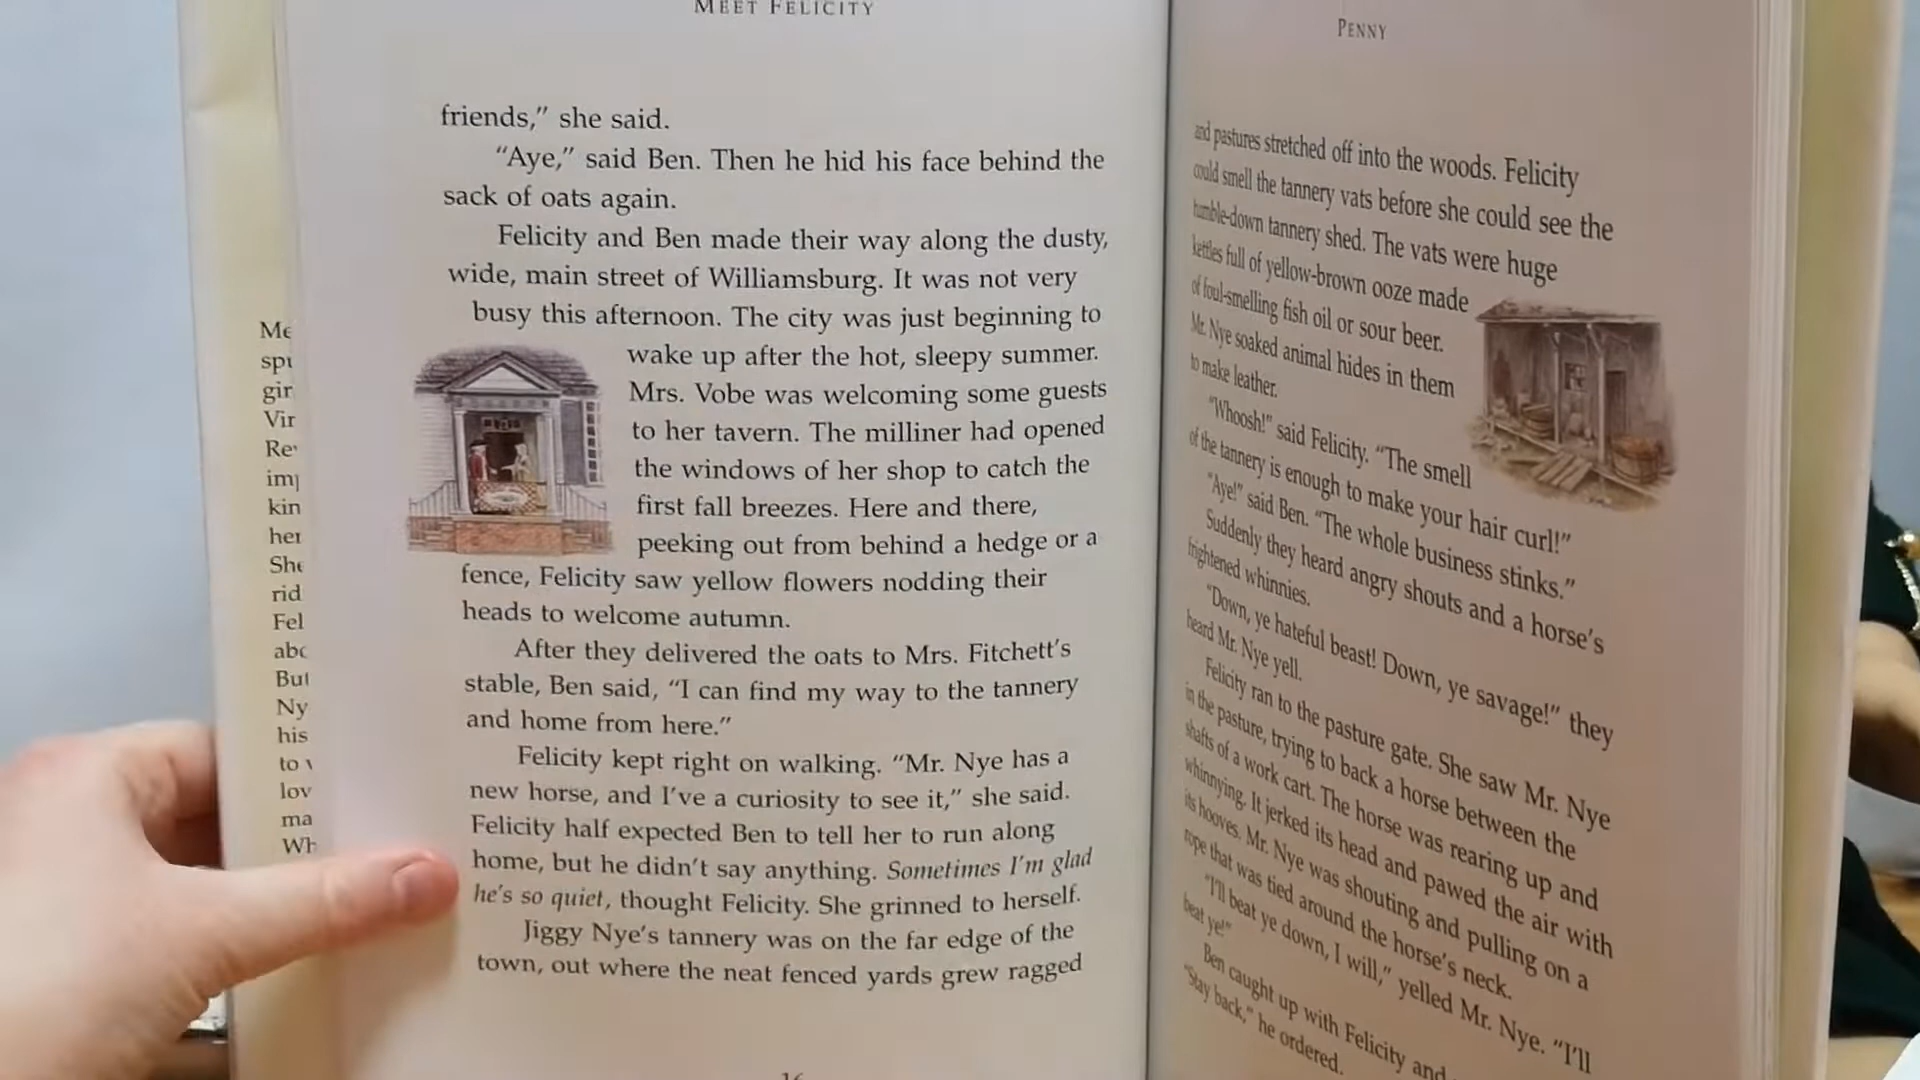 MEET FELICITY
friends,” she said.
“Aye,” said Ben. Then he hid his face behind the
sack of oats again.
Felicity and Ben made their way along the dusty,
wide, main street of Williamsburg. It was not very
busy this afternoon. The city was just beginning to
wake up after the hot, sleepy summer.
Mrs. Vobe was welcoming some guests
to her tavern. The milliner had opened
the windows of her shop to catch the
first fall breezes. Here and there,
peeking out from behind a hedge or a
fence, Felicity saw yellow flowers nodding their
heads to welcome autumn.
After they delivered the oats to Mrs. Fitchett’s
stable, Ben said, “I can find my way to the tannery
and home from here.”
Felicity kept right on walking. “Mr. Nye has a
new horse, and I’ve a curiosity to see it,” she said.
Felicity half expected Ben to tell her to run along
home, but he didn’t say anything. Sometimes I’m glad
he’s so quiet, thought Felicity. She grinned to herself.
Jiggy Nye’s tannery was on the far edge of the
town, out where the neat fenced yards grew ragged
PENNY
and pastures stretched off into the woods. Felicity
could smell the tannery vats before she could see the
tumble-down tannery shed. The vats were huge
kettles full of yellow-brown ooze made
of foul-smelling fish oil or sour beer.
Mr. Nye soaked animal hides in them
to make leather.
“Whoosh!” said Felicity. “The smell
of the tannery is enough to make your hair curl!”
“Aye!” said Ben. “The whole business stinks.”
Suddenly they heard angry shouts and a horse’s
frightened whinnies.
“Down, ye hateful beast! Down, ye savage!” they
heard Mr. Nye yell.
Felicity ran to the pasture gate. She saw Mr. Nye
in the pasture, trying to back a horse between the
shafts of a work cart. The horse was rearing up and
whinnying. It jerked its head and pawed the air with
its hooves. Mr. Nye was shouting and pulling on a
rope that was tied around the horse’s neck.
“I’ll beat ye down, I will,” yelled Mr. Nye. “I’ll
beat ye!”
Ben caught up with Felicity and
“Stay back,” he ordered.